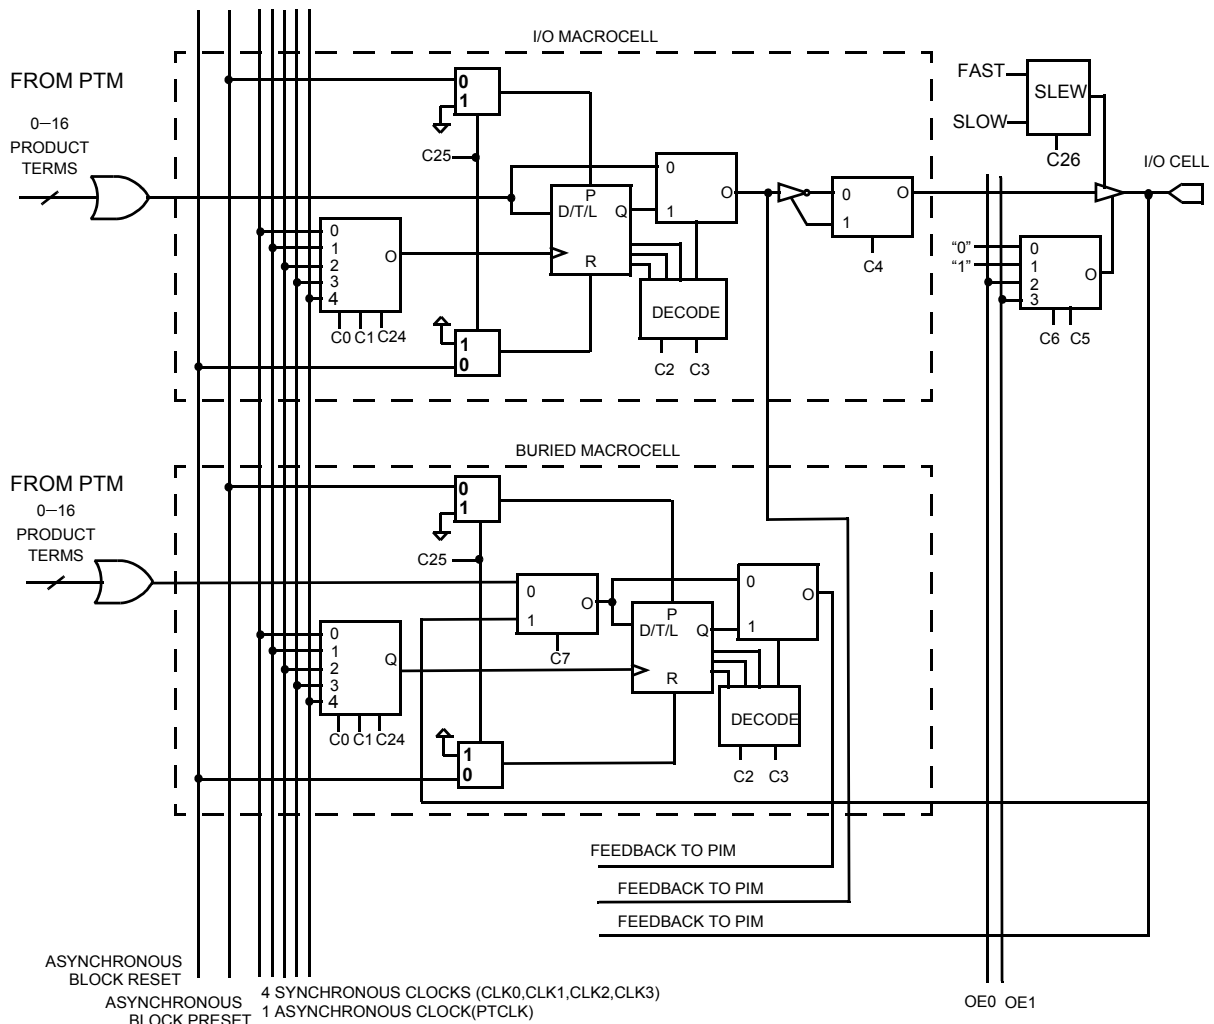 I/O MACROCELL
FROM PTM
0–16
PRODUCT
TERMS
0
1
C25
P
D/T/L Q
R
0
1
2
3
4
O
C0 C1 C24
1
0
0
1
O
DECODE
C2 C3
0
1
O
C4
FAST
SLOW
SLEW
C26
I/O CELL
"0"
"1"
0
1
2
3
O
C6 C5
BURIED MACROCELL
FROM PTM
0–16
PRODUCT
TERMS
0
1
C25
0
1
O
C7
P
D/T/L Q
R
0
1
2
3
4
Q
C0 C1 C24
1
0
0
1
O
DECODE
C2 C3
FEEDBACK TO PIM
FEEDBACK TO PIM
FEEDBACK TO PIM
ASYNCHRONOUS
BLOCK RESET
ASYNCHRONOUS
BLOCK PRESET
4 SYNCHRONOUS CLOCKS (CLK0,CLK1,CLK2,CLK3)
1 ASYNCHRONOUS CLOCK(PTCLK)
OE0 OE1